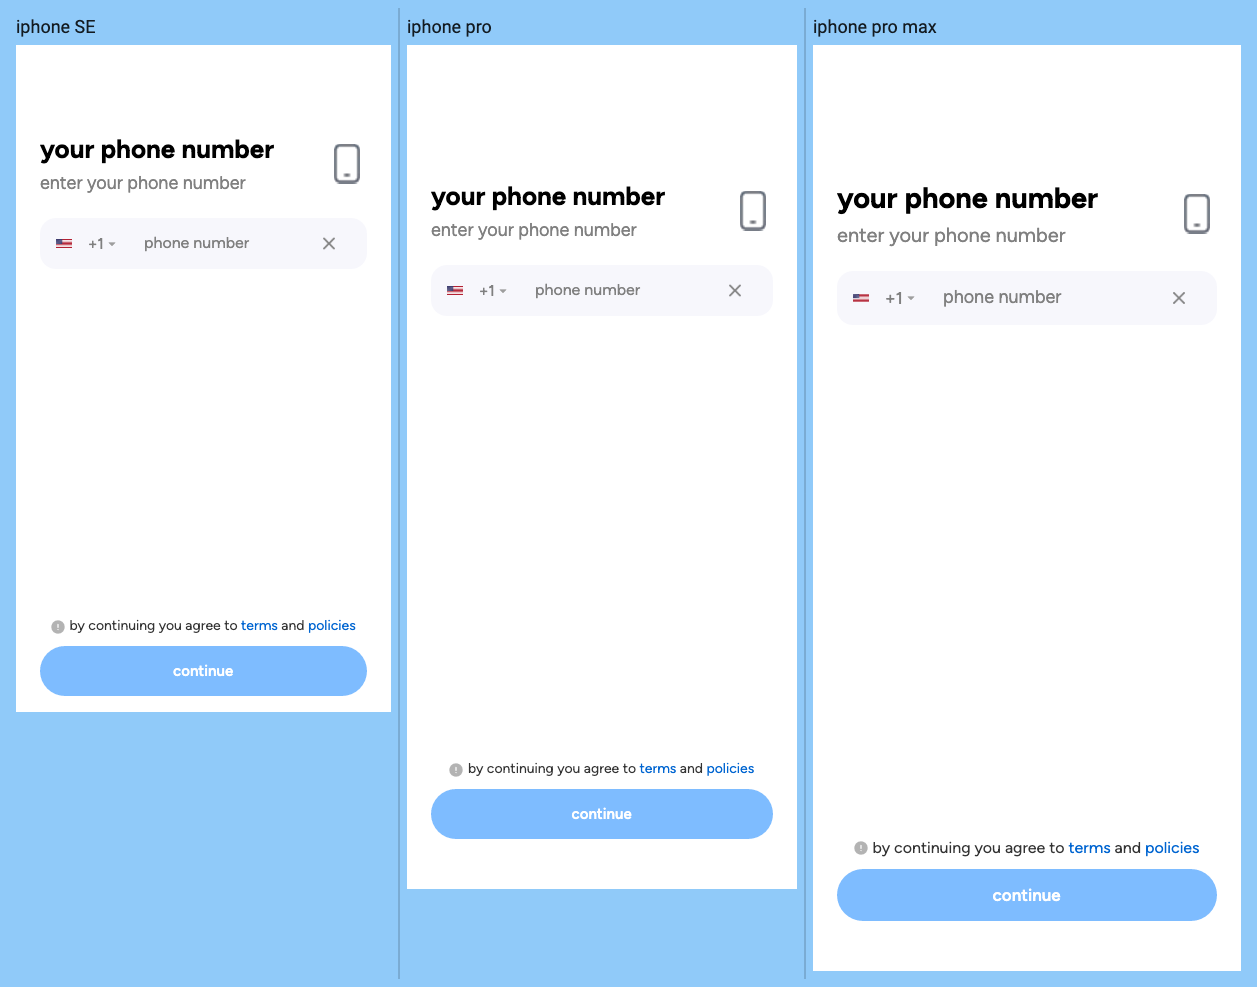 iphone SE
your phone number
enter your phone number
+1
phone number
by continuing you agree to terms and policies
continue
iphone pro
your phone number
enter your phone number
+1
phone number
by continuing you agree to terms and policies
continue
iphone pro max
your phone number
enter your phone number
+1
phone number
by continuing you agree to terms and policies
continue